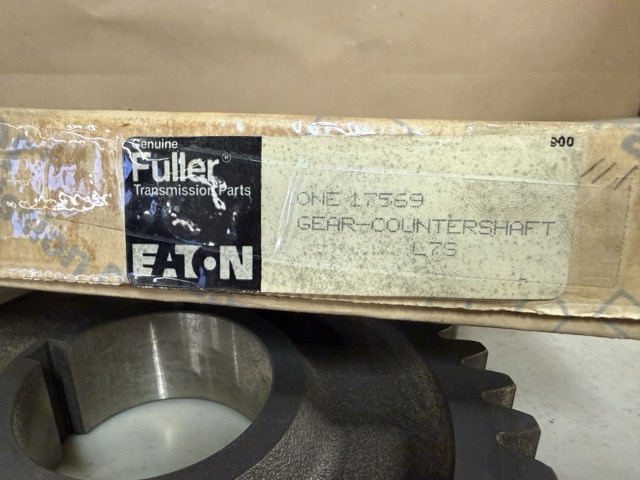 Genuine
Fuller®
Transmission Parts
EATON
900
ONE 17569
GEAR-COUNTERSHAFT
L7S